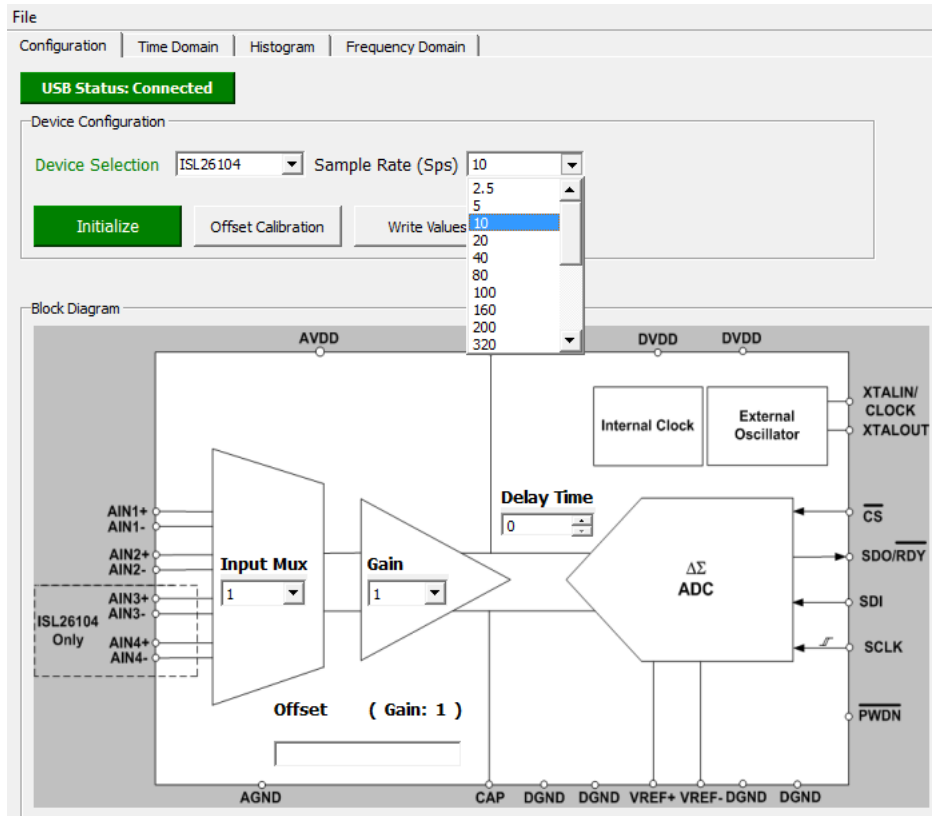 File
Configuration Time Domain Histogram Frequency Domain
USB Status: Connected
Device Configuration
Device Selection ISL26104 Sample Rate (Sps) 10
2.5
5
10
20
40
80
100
160
200
320
Initialize Offset Calibration Write Values
Block Diagram
AVDD DVDD DVDD
XTALIN/
CLOCK
XTALOUT
Internal Clock
External
Oscillator
Delay Time
0
AIN1+
AIN1-
AIN2+
AIN2-
AIN3+
AIN3-
AIN4+
AIN4-
ISL26104
Only
Input Mux
1
Gain
1
ΔΣ
ADC
CS
SDO/RDY
SDI
SCLK
PWDN
Offset ( Gain: 1 )
AGND CAP DGND DGND VREF+ VREF- DGND DGND